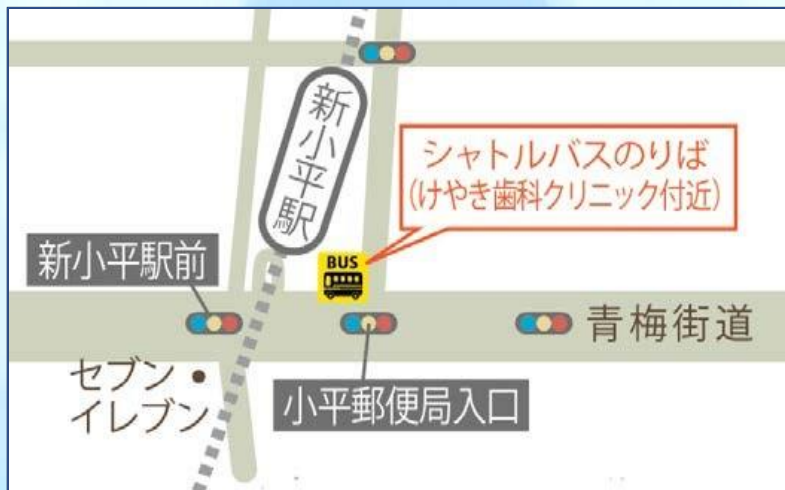 新小平駅
シャトルバスのりば
(けやき歯科クリニック付近)
新小平駅前
BUS
青梅街道
セブン・
イレブン
小平郵便局入口